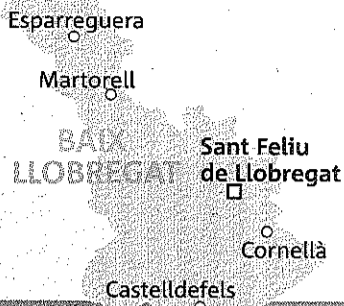 Esparreguera
Martorell
BAIX
LLOBREGAT
Sant Feliu
de Llobregat
Cornellà
Castelldefels